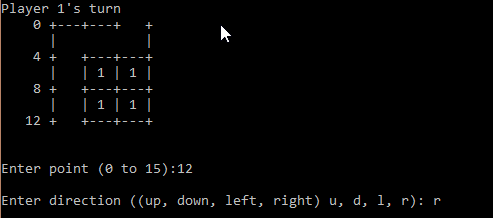 Player 1's turn
    0 +---+---+   +
      |           |
    4 +   +---+---+
      |   | 1 | 1 |
    8 +   +---+---+
      |   | 1 | 1 |
   12 +   +---+---+
Enter point (0 to 15):12
Enter direction ((up, down, left, right) u, d, l, r): r